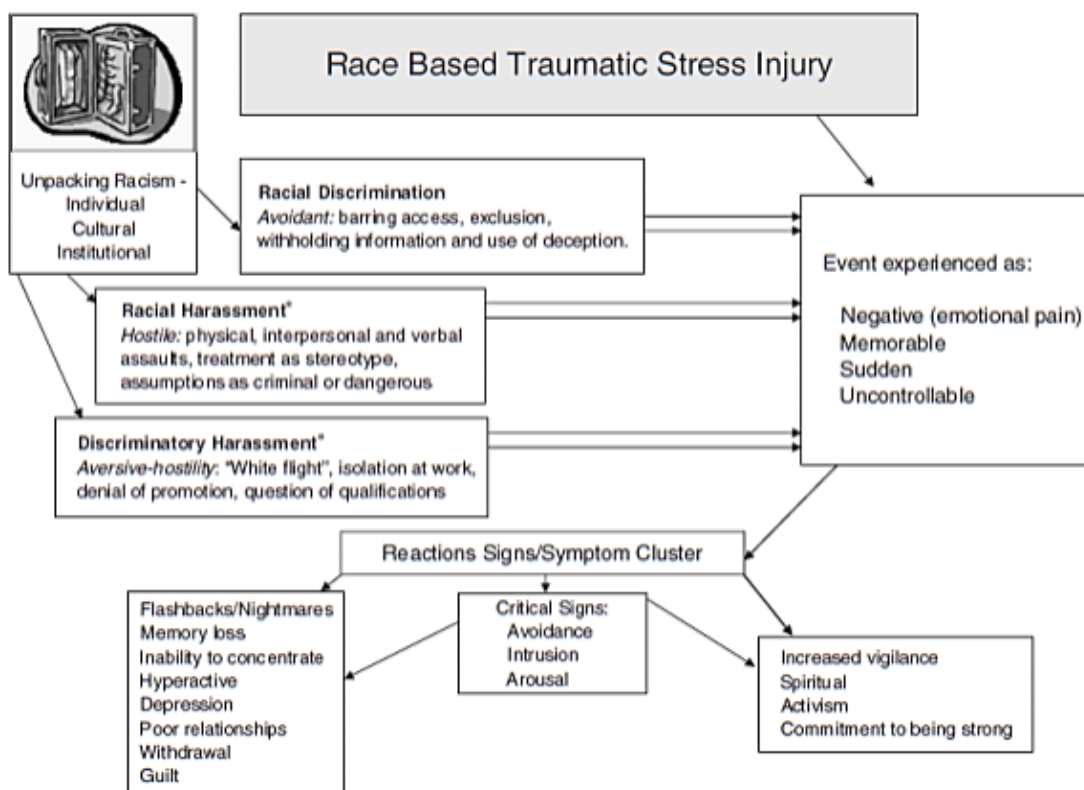 Race Based Traumatic Stress Injury
Unpacking Racism -
Individual
Cultural
Institutional
Racial Discrimination
Avoidant: barring access, exclusion,
withholding information and use of deception.
Racial Harassment*
Hostile: physical, interpersonal and verbal
assaults, treatment as stereotype,
assumptions as criminal or dangerous
Discriminatory Harassment*
Aversive-hostility: "White flight", isolation at work,
denial of promotion, question of qualifications
Event experienced as:
Negative (emotional pain)
Memorable
Sudden
Uncontrollable
Reactions Signs/Symptom Cluster
Flashbacks/Nightmares
Memory loss
Inability to concentrate
Hyperactive
Depression
Poor relationships
Withdrawal
Guilt
Critical Signs:
Avoidance
Intrusion
Arousal
Increased vigilance
Spiritual
Activism
Commitment to being strong